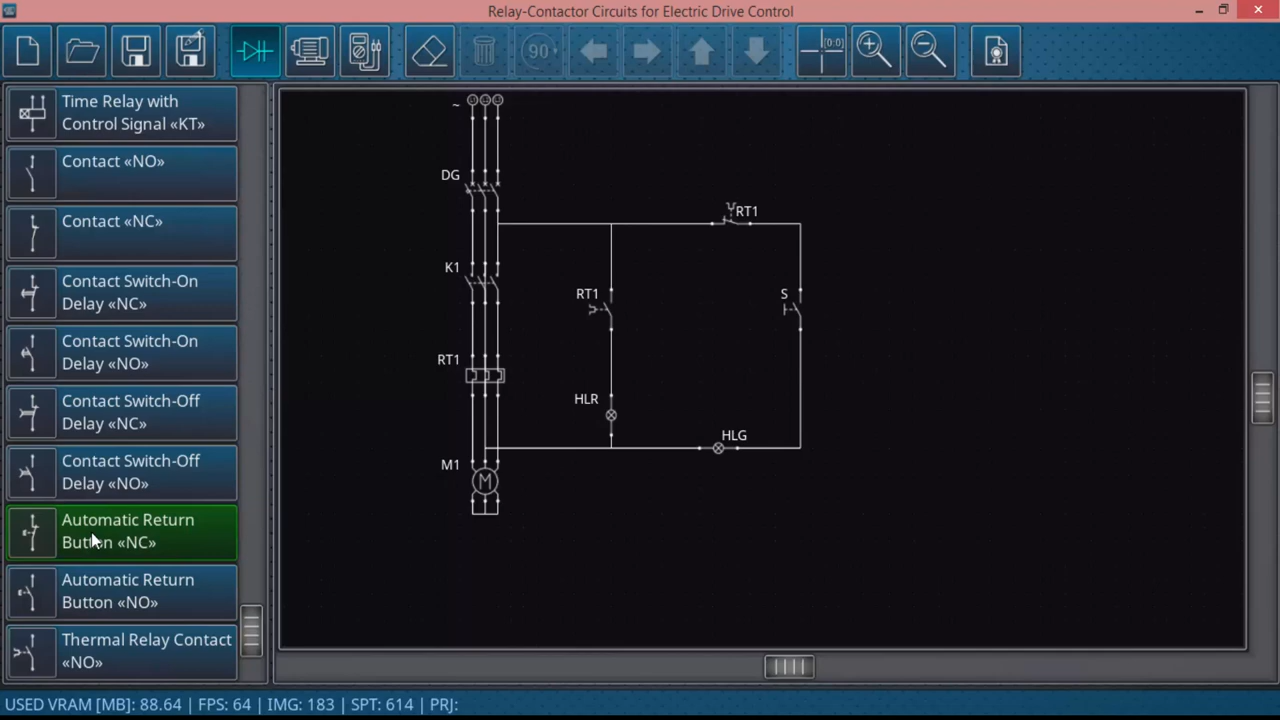 Relay-Contactor Circuits for Electric Drive Control
90
[0:0]
Time Relay with
Control Signal «KT»
Contact «NO»
Contact «NC»
Contact Switch-On
Delay «NC»
Contact Switch-On
Delay «NO»
Contact Switch-Off
Delay «NC»
Contact Switch-Off
Delay «NO»
Automatic Return
Button «NC»
Automatic Return
Button «NO»
Thermal Relay Contact
«NO»
~
DG
K1
RT1
M1
M
RT1
HLR
RT1
S
HLG
USED VRAM [MB]: 88.64 | FPS: 64 | IMG: 183 | SPT: 614 | PRJ: